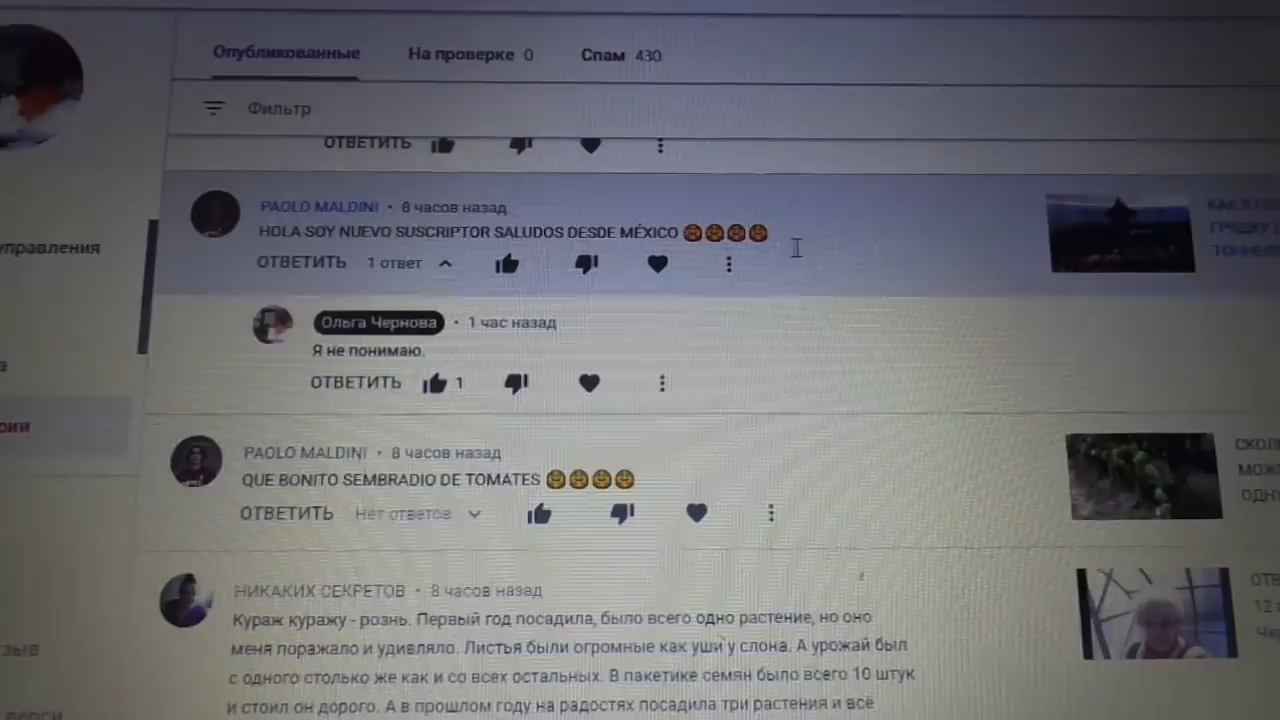 Опубликованные На проверке 0 Спам 430
Фильтр
ОТВЕТИТЬ
PAOLO MALDINI • 8 часов назад
HOLA SOY NUEVO SUSCRIPTOR SALUDOS DESDE MÉXICO
ОТВЕТИТЬ 1 ответ
управления
Ольга Чернова • 1 час назад
Я не понимаю.
ОТВЕТИТЬ 1
PAOLO MALDINI • 8 часов назад
QUE BONITO SEMBRADIO DE TOMATES
ОТВЕТИТЬ Нет ответов
НИКАКИХ СЕКРЕТОВ • 8 часов назад
Кураж куражу - рознь. Первый год посадила, было всего одно растение, но оно
меня поражало и удивляло. Листья были огромные как уши у слона. А урожай был
с одного столько же как и со всех остальных. В пакетике семян было всего 10 штук
и стоил он дорого. А в прошлом году на радостях посадила три растения и всё